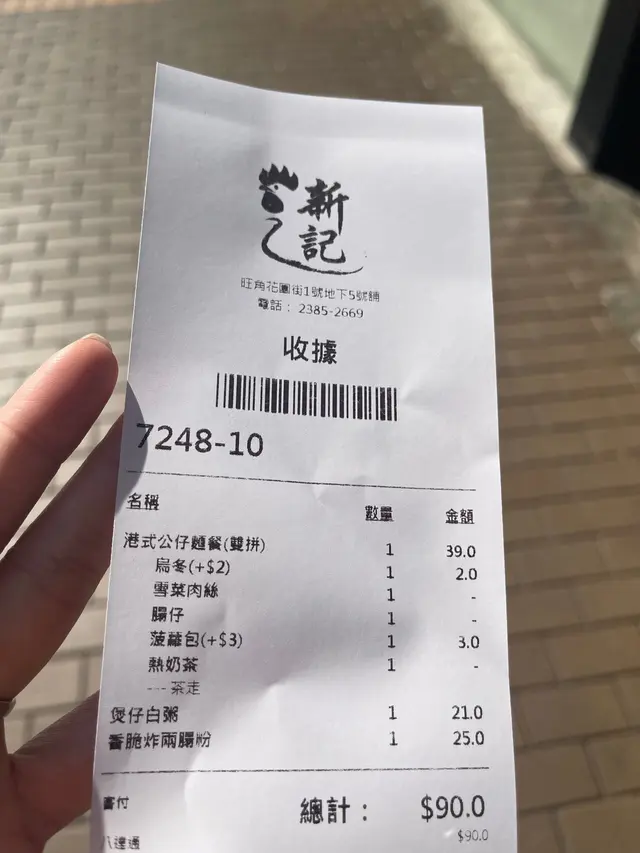 新記
旺角花園街1號地下5號舖
電話： 2385-2669
收據
7248-10
名稱 數量 金額
港式公仔麵餐(雙拼) 1 39.0
烏冬(+$2) 1 2.0
雪菜肉絲 1 -
腸仔 1 -
菠蘿包(+$3) 1 3.0
熱奶茶 1 -
--- 茶走
煲仔白粥 1 21.0
香脆炸兩腸粉 1 25.0
總計： $90.0
八達通 $90.0